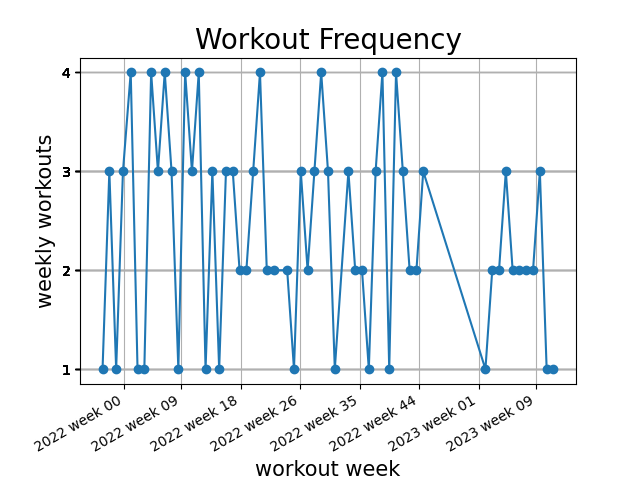 Workout Frequency
weekly workouts
4
3
2
1
2022 week 00
2022 week 09
2022 week 18
2022 week 26
2022 week 35
2022 week 44
2023 week 01
2023 week 09
workout week